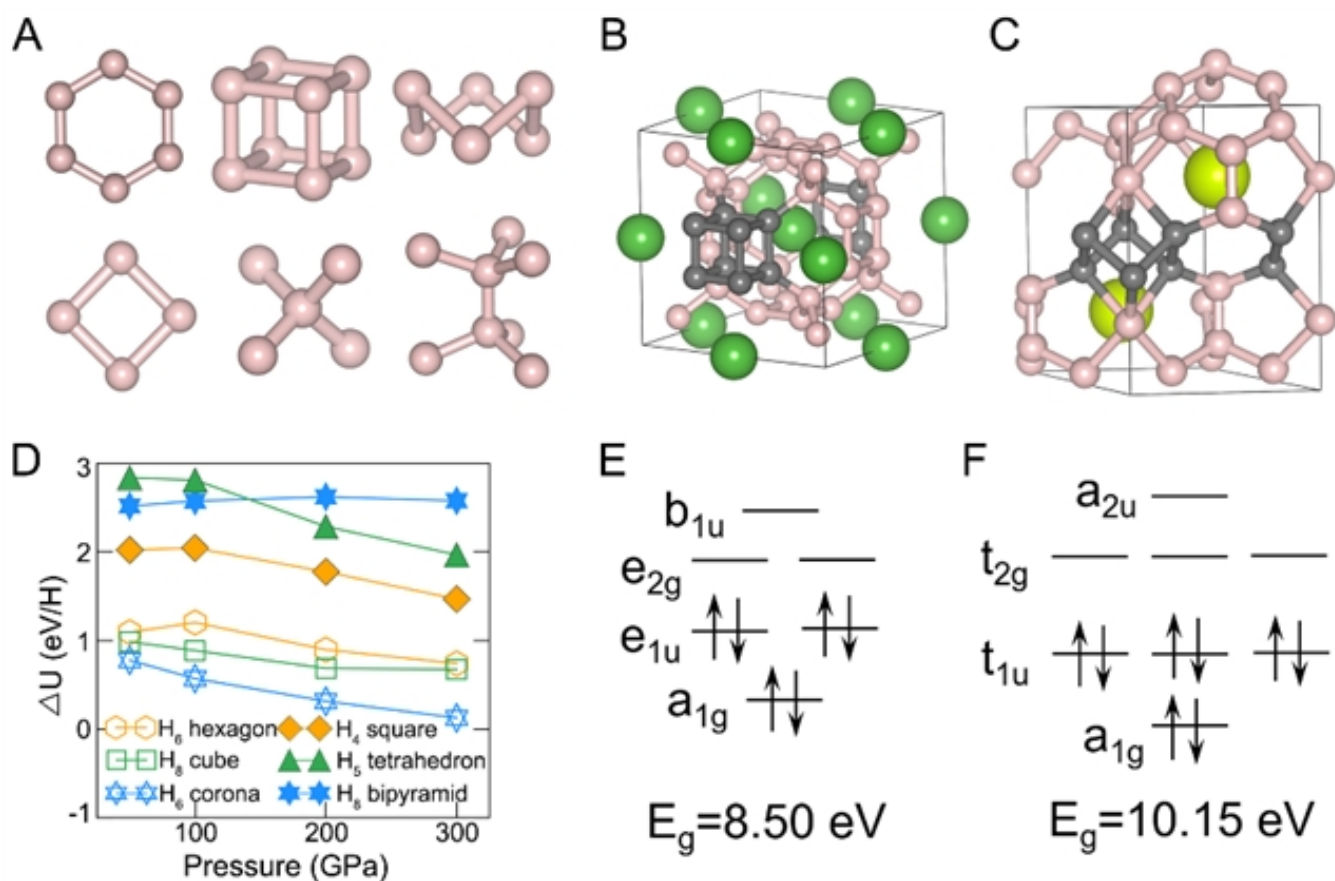 A
B
C
D
E
F
3
2
1
0
-1
ΔU (eV/H)
H6 hexagon
H4 square
H8 cube
H5 tetrahedron
H6 corona
H8 bipyramid
100
200
300
Pressure (GPa)
b1u
e2g
e1u
a1g
Eg=8.50 eV
a2u
t2g
t1u
a1g
Eg=10.15 eV